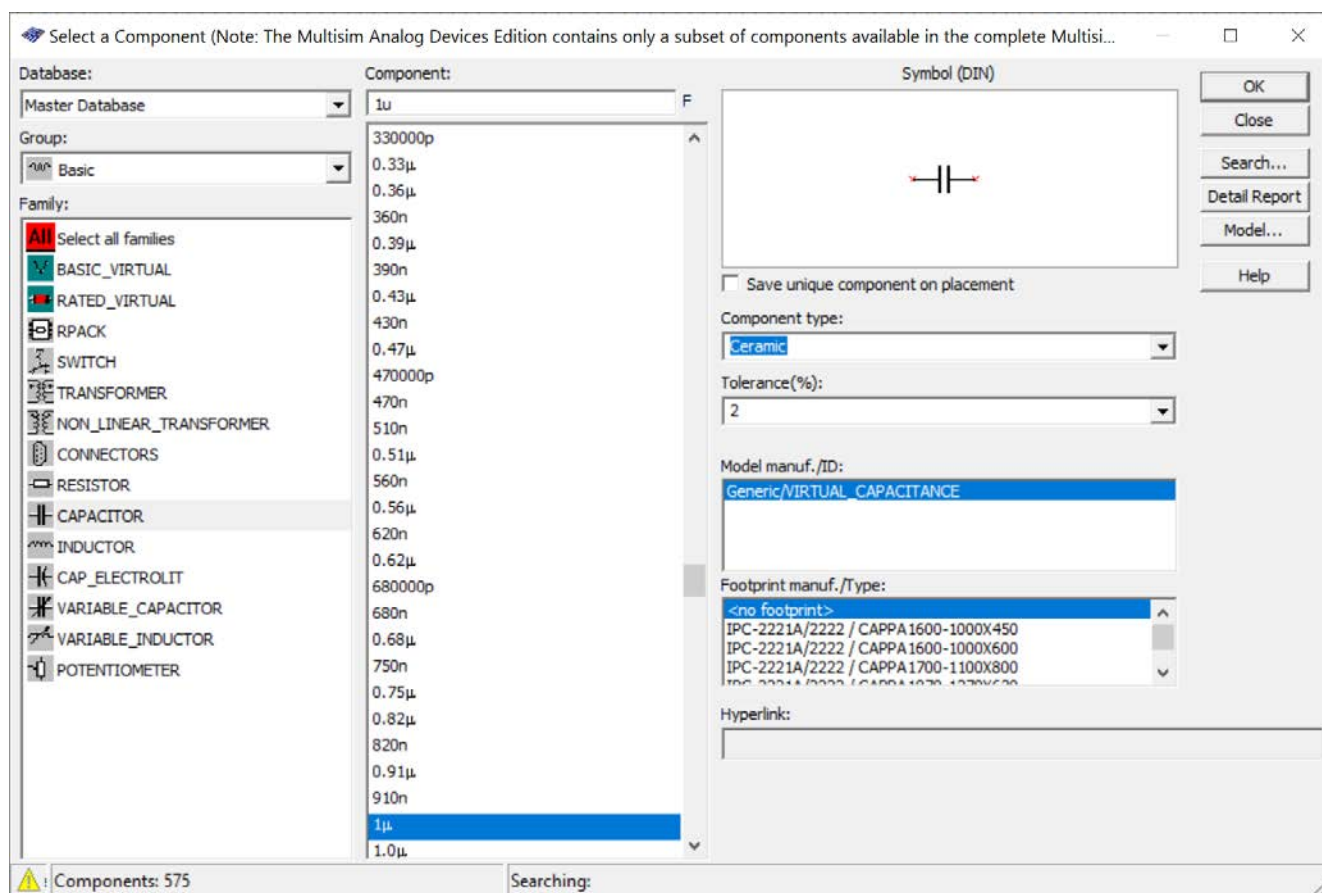 Select a Component (Note: The Multisim Analog Devices Edition contains only a subset of components available in the complete Multisi...
Database:
Master Database
Group:
Basic
Family:
All Select all families
BASIC_VIRTUAL
RATED_VIRTUAL
RPACK
SWITCH
TRANSFORMER
NON_LINEAR_TRANSFORMER
CONNECTORS
RESISTOR
CAPACITOR
INDUCTOR
CAP_ELECTROLIT
VARIABLE_CAPACITOR
VARIABLE_INDUCTOR
POTENTIOMETER
Component:
1u F
330000p
0.33µ
0.36µ
360n
0.39µ
390n
0.43µ
430n
0.47µ
470000p
470n
510n
0.51µ
560n
0.56µ
620n
0.62µ
680000p
680n
0.68µ
750n
0.75µ
0.82µ
820n
0.91µ
910n
1µ
1.0µ
Symbol (DIN)
Save unique component on placement
Component type:
Ceramic
Tolerance(%):
2
Model manuf./ID:
Generic/VIRTUAL_CAPACITANCE
Footprint manuf./Type:
<no footprint>
IPC-2221A/2222 / CAPPA1600-1000X450
IPC-2221A/2222 / CAPPA1600-1000X600
IPC-2221A/2222 / CAPPA1700-1100X800
Hyperlink:
OK
Close
Search...
Detail Report
Model...
Help
Components: 575
Searching: